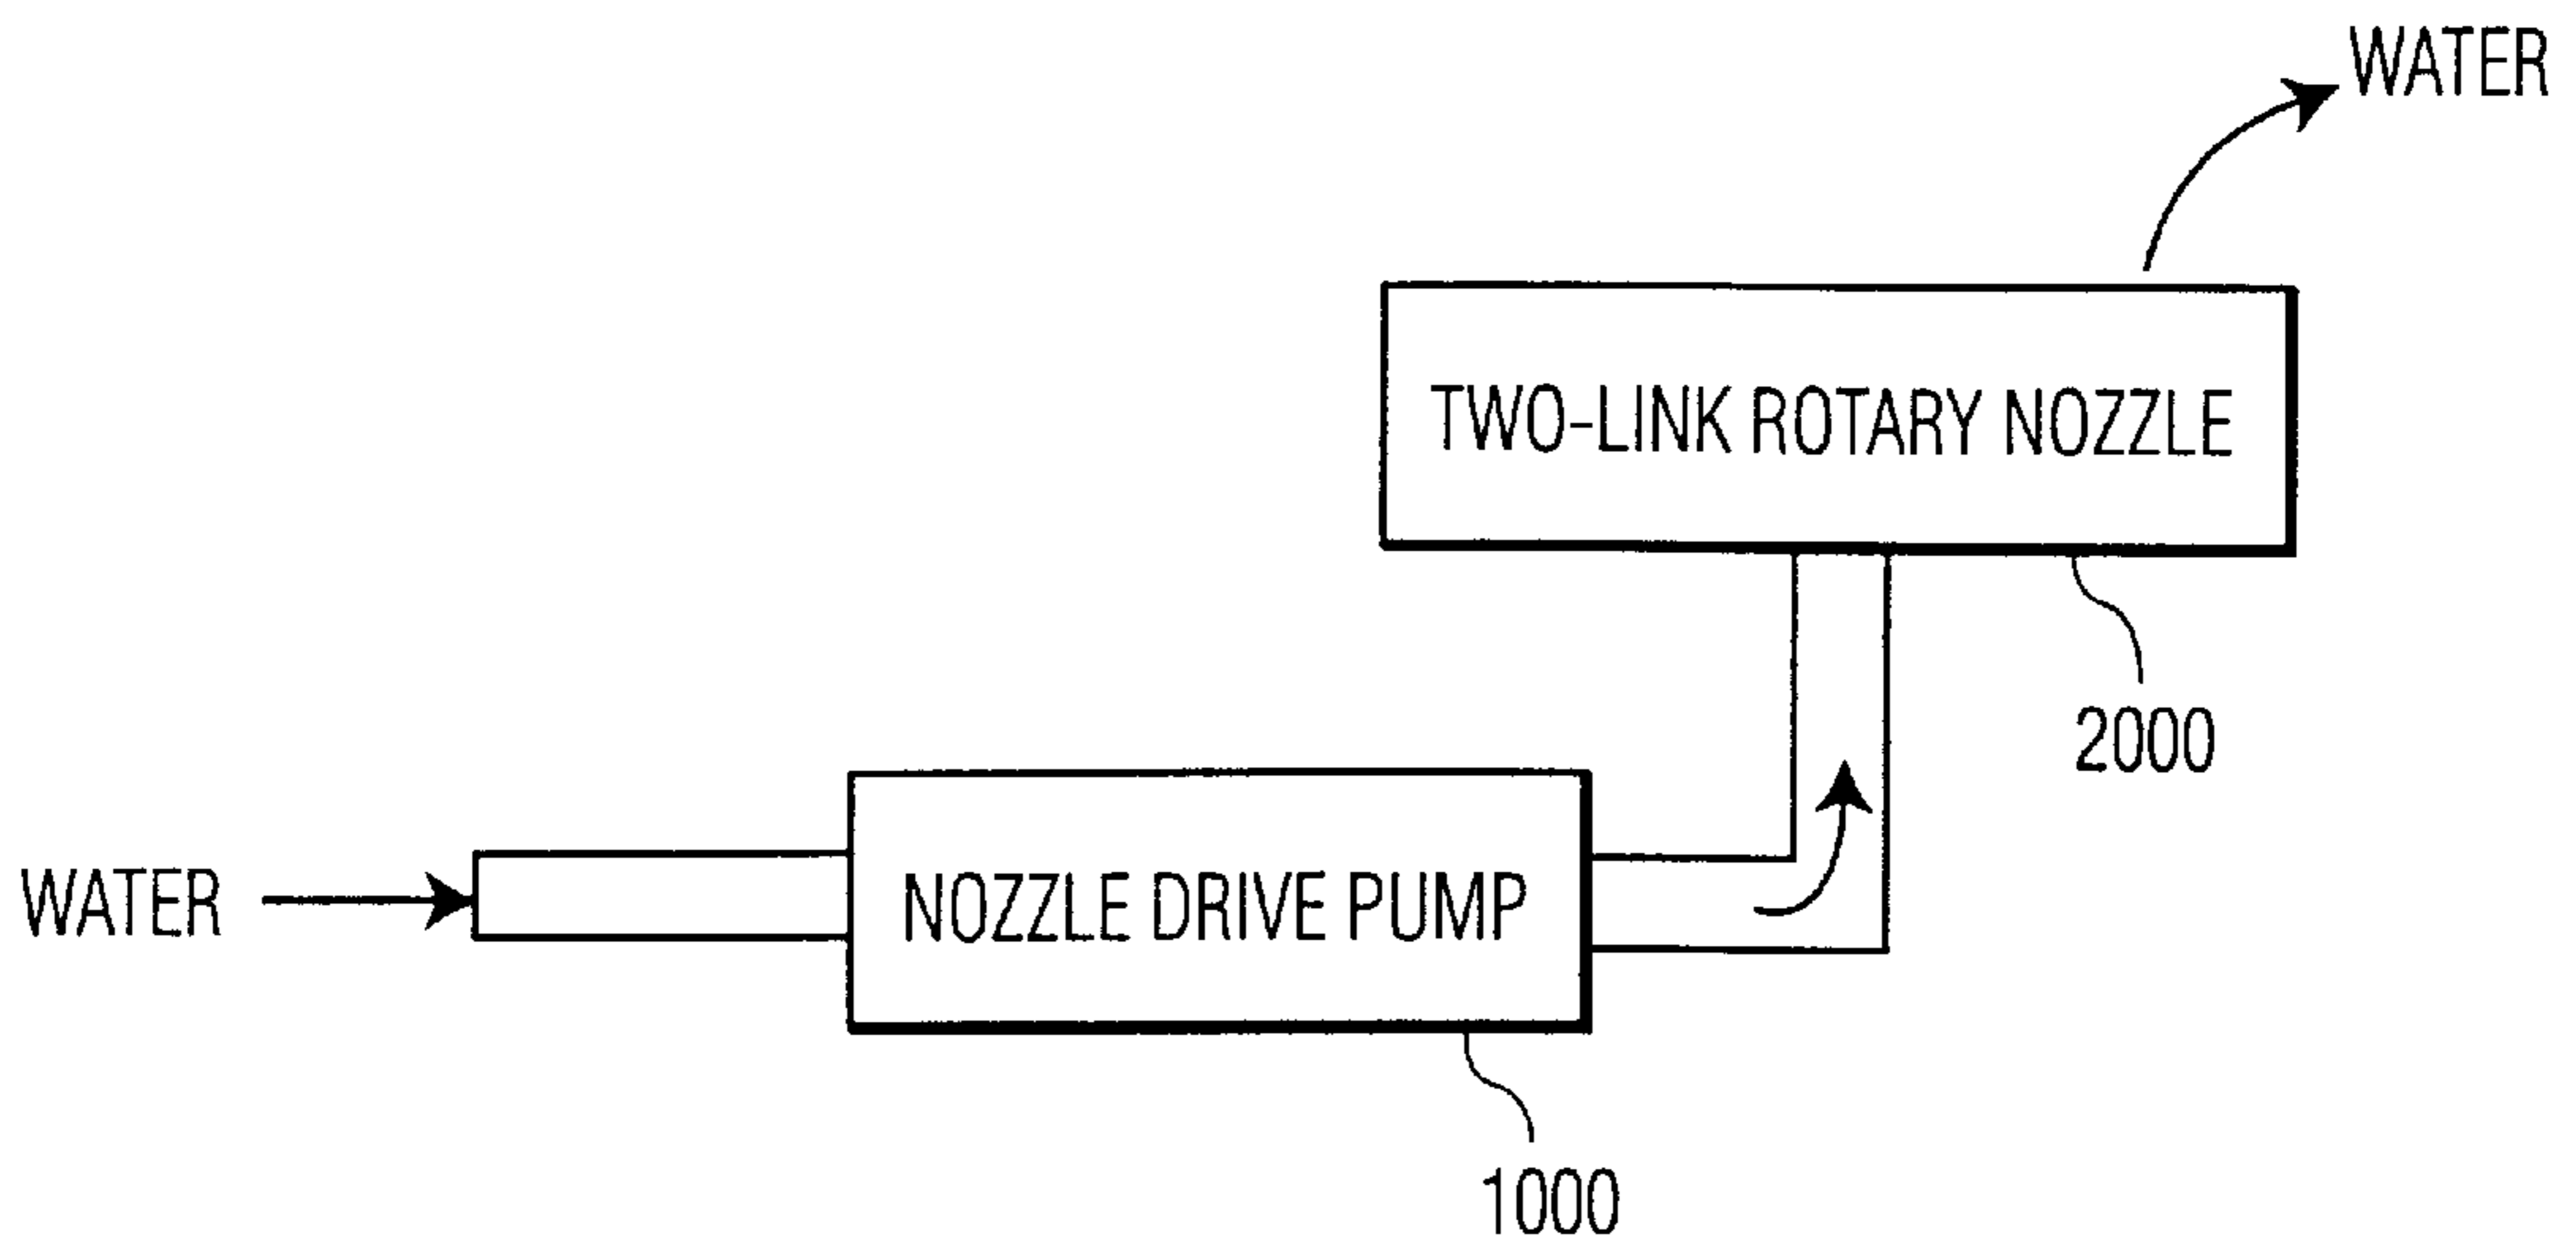 WATER
TWO-LINK ROTARY NOZZLE
2000
WATER
NOZZLE DRIVE PUMP
1000